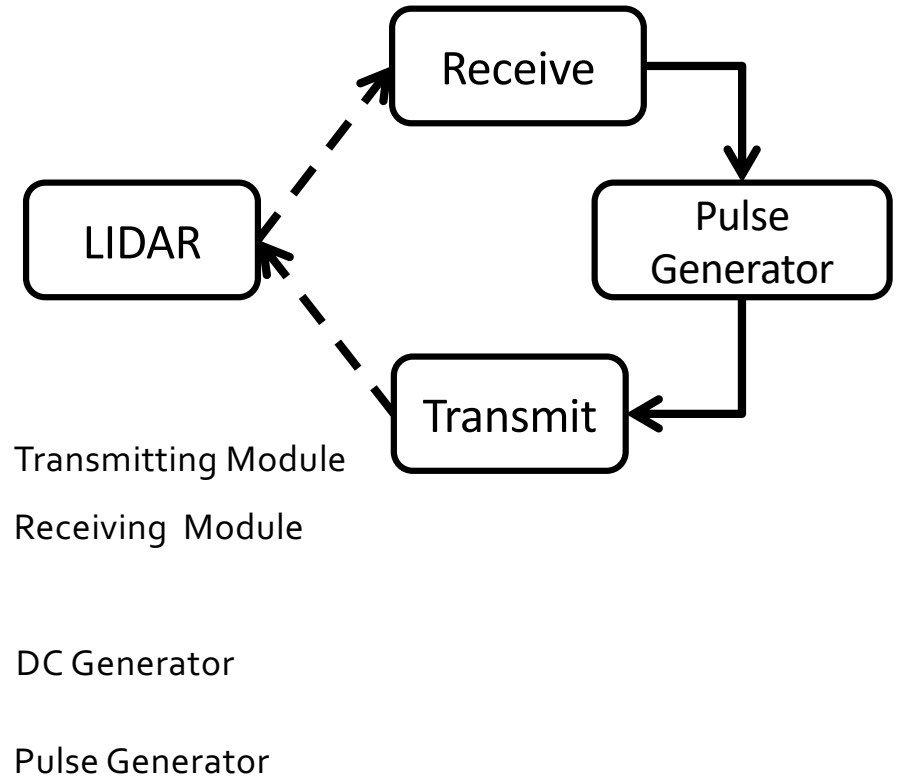 Receive
LIDAR
Pulse
Generator
Transmit
Transmitting Module
Receiving Module
DC Generator
Pulse Generator